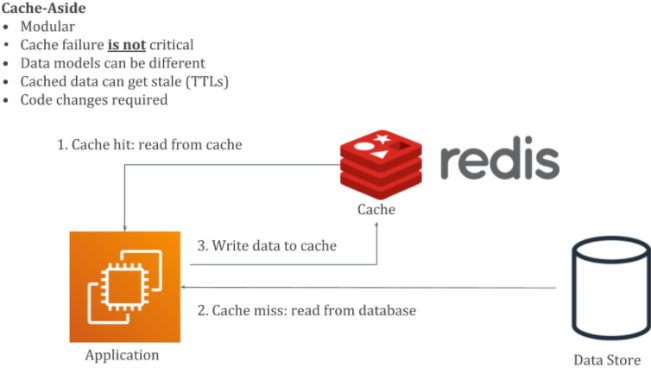 Cache-Aside
• Modular
• Cache failure is not critical
• Data models can be different
• Cached data can get stale (TTLs)
• Code changes required
1. Cache hit: read from cache
redis
Cache
3. Write data to cache
2. Cache miss: read from database
Application
Data Store